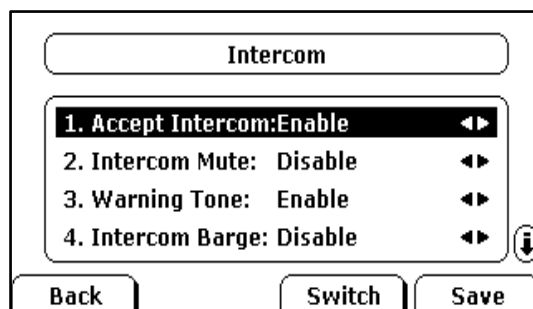 Intercom
1. Accept Intercom:Enable
2. Intercom Mute: Disable
3. Warning Tone: Enable
4. Intercom Barge: Disable
Back Switch Save